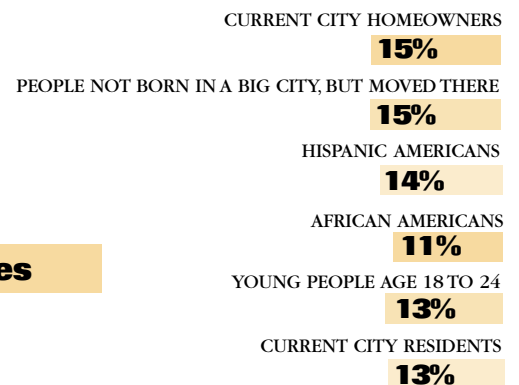 CURRENT CITY HOMEOWNERS
15%
PEOPLE NOT BORN IN A BIG CITY, BUT MOVED THERE
15%
HISPANIC AMERICANS
14%
AFRICAN AMERICANS
11%
es
YOUNG PEOPLE AGE 18 TO 24
13%
CURRENT CITY RESIDENTS
13%